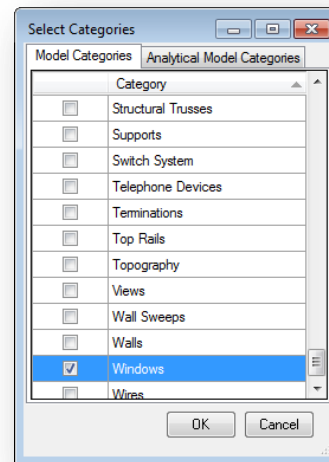 Select Categories
Model Categories Analytical Model Categories
Category
Structural Trusses
Supports
Switch System
Telephone Devices
Terminations
Top Rails
Topography
Views
Wall Sweeps
Walls
Windows
Wires
OK Cancel